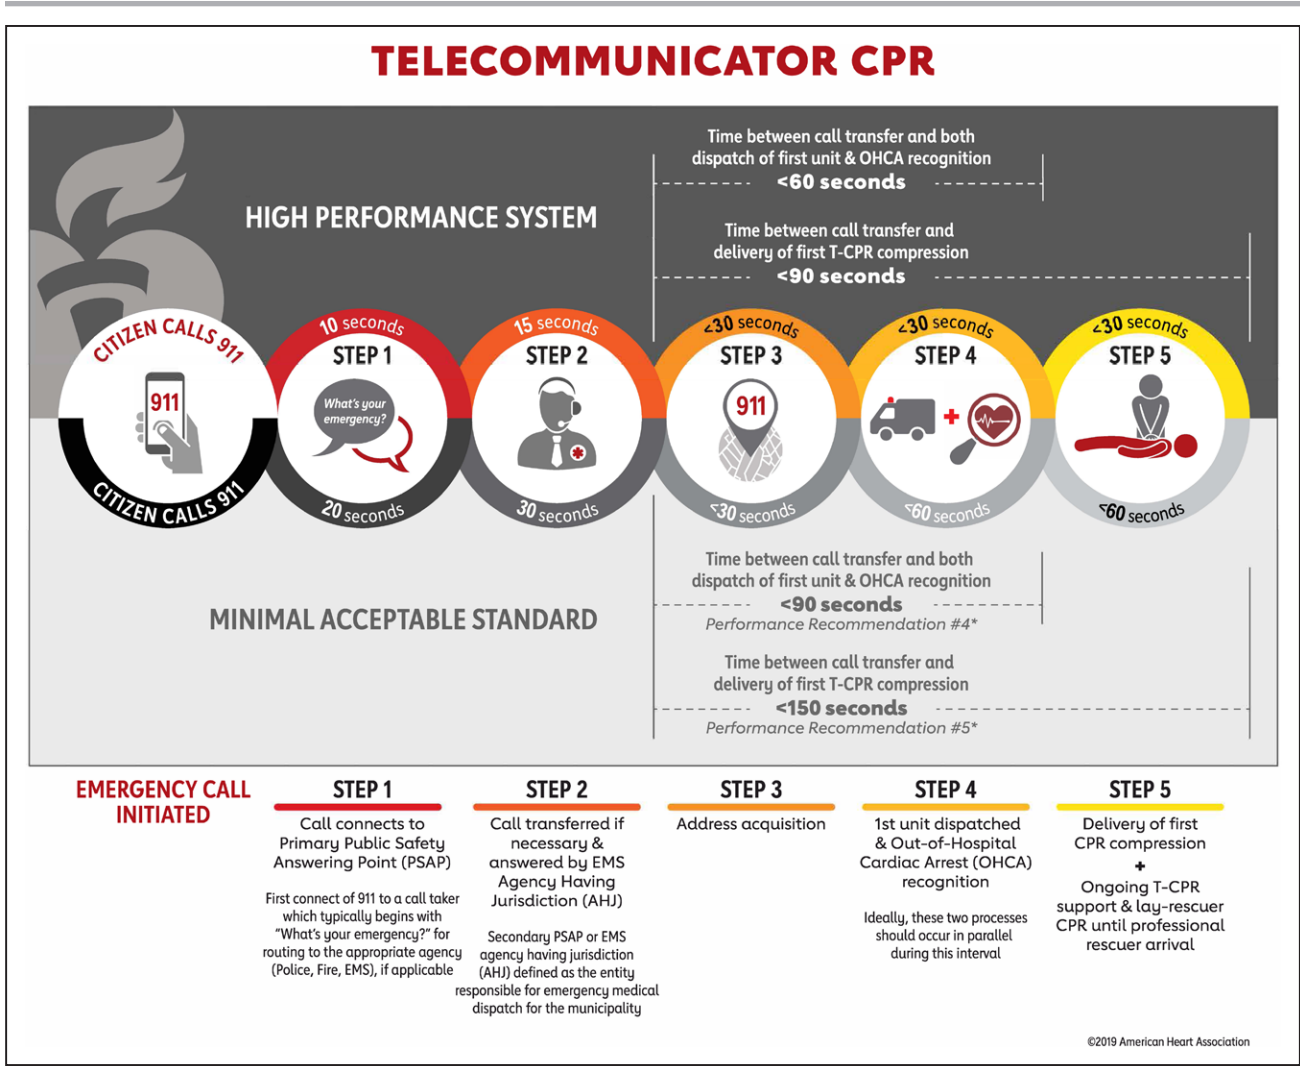 TELECOMMUNICATOR CPR
HIGH PERFORMANCE SYSTEM
Time between call transfer and both
dispatch of first unit & OHCA recognition
<60 seconds
Time between call transfer and
delivery of first T-CPR compression
<90 seconds
CITIZEN CALLS 911
911
CITIZEN CALLS 911
10 seconds
STEP 1
What's your
emergency?
20 seconds
15 seconds
STEP 2
30 seconds
<30 seconds
STEP 3
911
<30 seconds
<30 seconds
STEP 4
<60 seconds
<30 seconds
STEP 5
<60 seconds
MINIMAL ACCEPTABLE STANDARD
Time between call transfer and both
dispatch of first unit & OHCA recognition
<90 seconds
Performance Recommendation #4*
Time between call transfer and
delivery of first T-CPR compression
<150 seconds
Performance Recommendation #5*
EMERGENCY CALL
INITIATED
STEP 1
Call connects to
Primary Public Safety
Answering Point (PSAP)
First connect of 911 to a call taker
which typically begins with
"What's your emergency?" for
routing to the appropriate agency
(Police, Fire, EMS), if applicable
STEP 2
Call transferred if
necessary &
answered by EMS
Agency Having
Jurisdiction (AHJ)
Secondary PSAP or EMS
agency having jurisdiction
(AHJ) defined as the entity
responsible for emergency medical
dispatch for the municipality
STEP 3
Address acquisition
STEP 4
1st unit dispatched
& Out-of-Hospital
Cardiac Arrest (OHCA)
recognition
Ideally, these two processes
should occur in parallel
during this interval
STEP 5
Delivery of first
CPR compression
+
Ongoing T-CPR
support & lay-rescuer
CPR until professional
rescuer arrival
©2019 American Heart Association